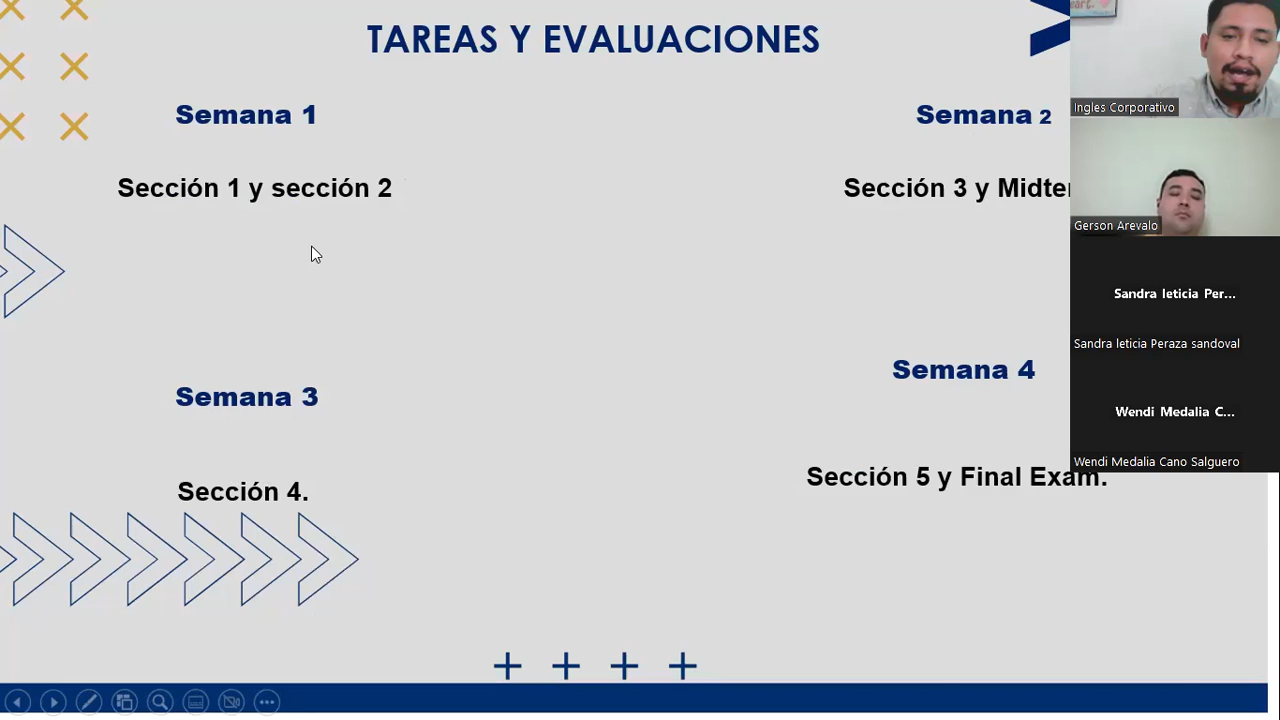 TAREAS Y EVALUACIONES
Semana 1
Semana 2
Sección 1 y sección 2
Sección 3 y
Semana 3
Semana 4
Sección 4.
Sección 5 y Final Exam.
Ingles Corporativo
Gerson Arevalo
Sandra leticia Per...
Sandra leticia Peraza sandoval
Wendi Medalia C...
Wendi Medalia Cano Salguero